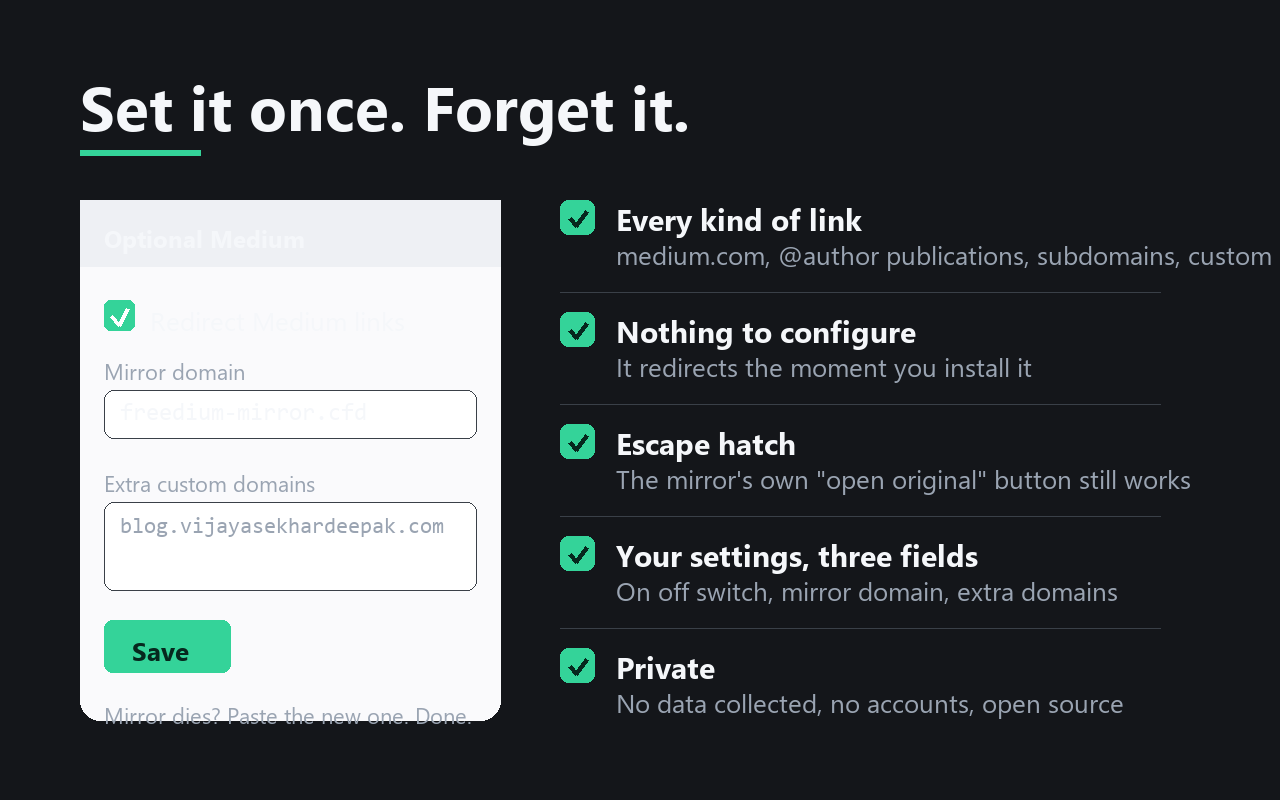 Set it once. Forget it.
Optional Medium
Redirect Medium links
Mirror domain
freedium-mirror.cfd
Extra custom domains
blog.vijayasekhardeepak.com
Save
Mirror dies? Paste the new one. Done.
Every kind of link
medium.com, @author publications, subdomains, custom
Nothing to configure
It redirects the moment you install it
Escape hatch
The mirror's own "open original" button still works
Your settings, three fields
On off switch, mirror domain, extra domains
Private
No data collected, no accounts, open source